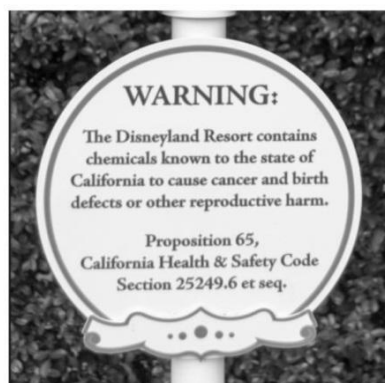 WARNING:
The Disneyland Resort contains
chemicals known to the state of
California to cause cancer and birth
defects or other reproductive harm.
Proposition 65,
California Health & Safety Code
Section 25249.6 et seq.